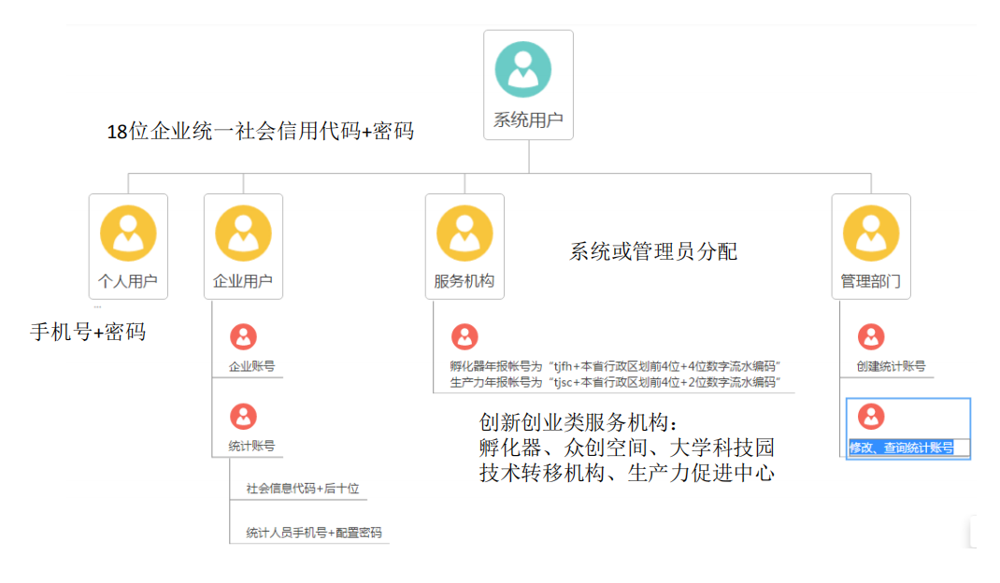 系统用户
18位企业统一社会信用代码+密码
个人用户
企业用户
服务机构
系统或管理员分配
管理部门
...
手机号+密码
企业账号
统计账号
社会信息代码+后十位
统计人员手机号+配置密码
孵化器年报帐号为“tjfh+本省行政区划前4位+4位数字流水编码”
生产力年报帐号为“tjsc+本省行政区划前4位+2位数字流水编码”
创新创业类服务机构：
孵化器、众创空间、大学科技园
技术转移机构、生产力促进中心
创建统计账号
修改、查询统计账号